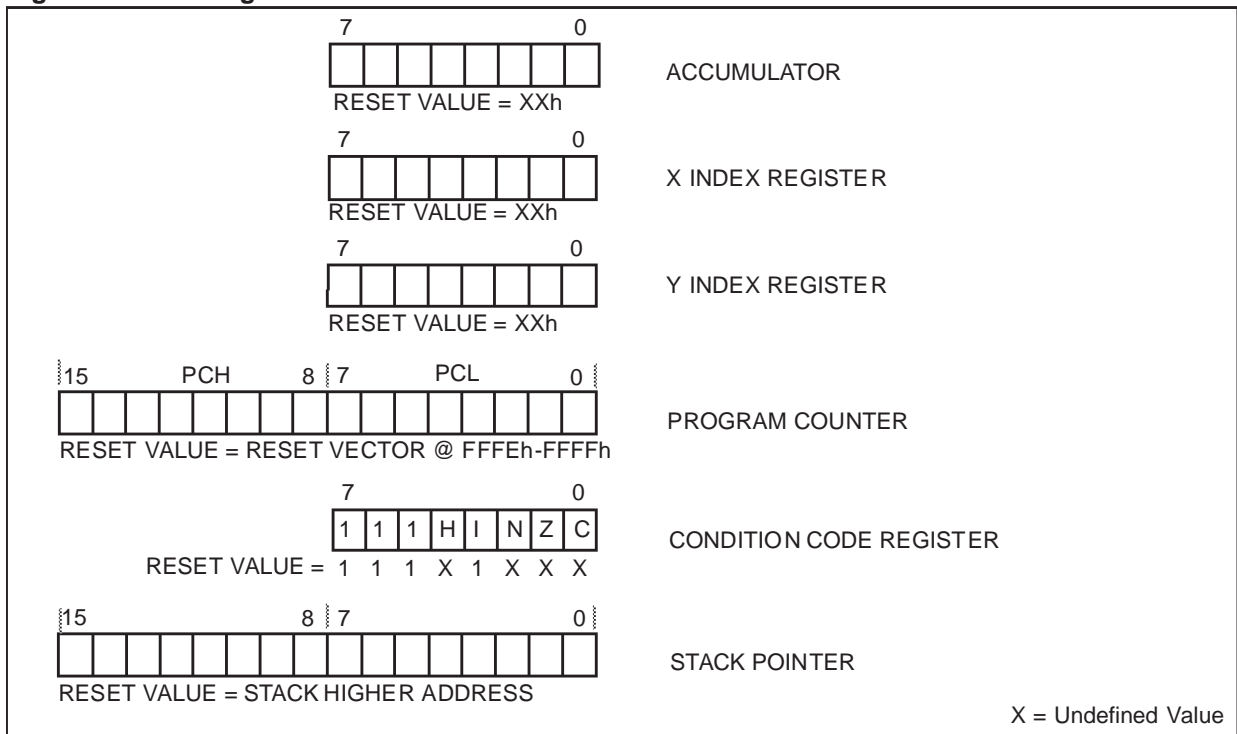 7 0
ACCUMULATOR
RESET VALUE = XXh
7 0
X INDEX REGISTER
RESET VALUE = XXh
7 0
Y INDEX REGISTER
RESET VALUE = XXh
15 PCH 8 7 PCL 0
PROGRAM COUNTER
RESET VALUE = RESET VECTOR @ FFFEh-FFFFh
7 0
1 1 1 H I N Z C
CONDITION CODE REGISTER
RESET VALUE = 1 1 1 X 1 X X X
15 8 7 0
STACK POINTER
RESET VALUE = STACK HIGHER ADDRESS
X = Undefined Value